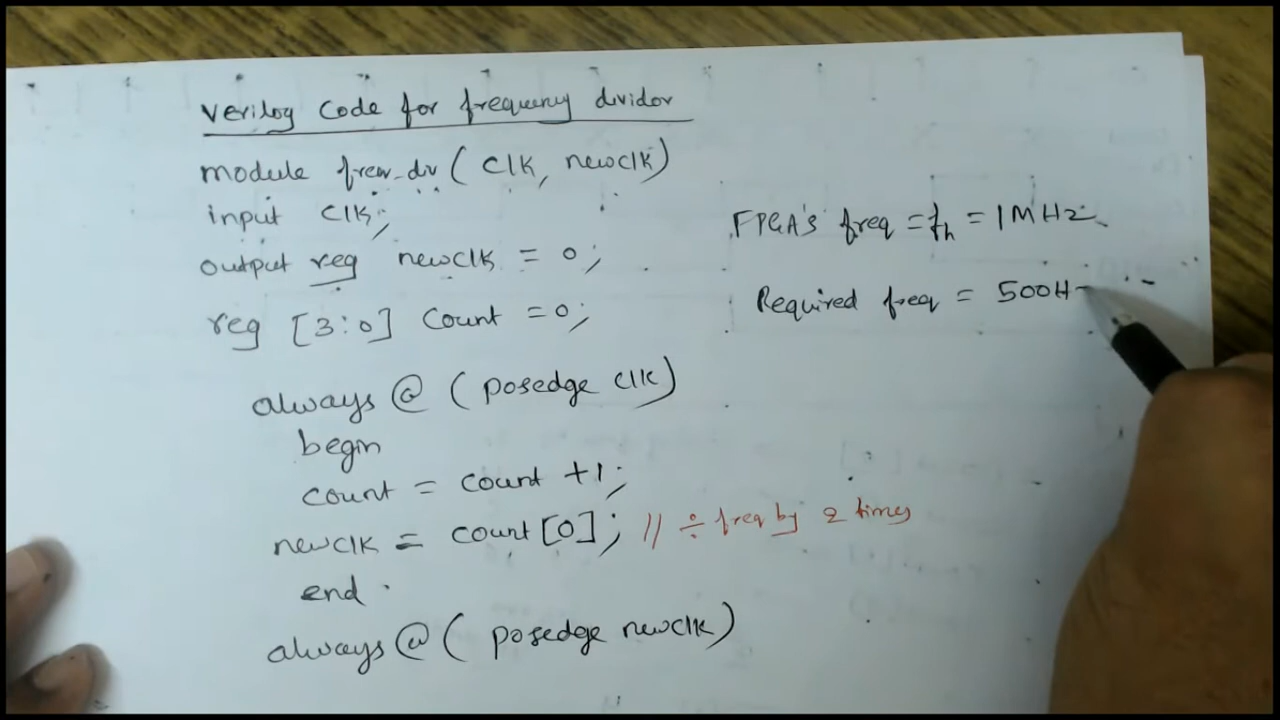 Verilog Code for frequency dividor
module freq_div ( clk, newclk)
input clk;
output reg newclk = 0;
reg [3:0] Count = 0;
always @ ( posedge clk)
begin
count = count +1;
newclk = count [0]; // ÷ freq by 2 times
end
always @ ( posedge newclk)
FPGA's freq = fh = 1MHz
Required freq = 500H